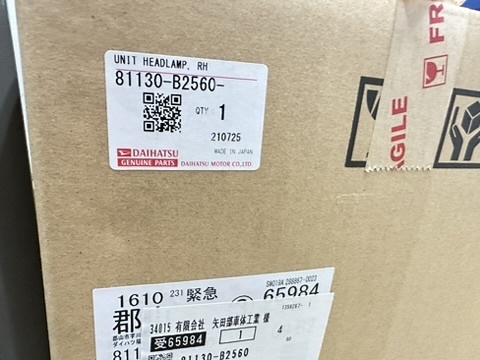 UNIT HEADLAMP, RH
81130-B2560-
QTY 1
210725
MADE IN JAPAN
DAIHATSU
GENUINE PARTS DAIHATSU MOTOR CO.,LTD.
FRAGILE
FR
1610 231 緊急
65984
郡
34015 有限会社 矢田部車体工業 様
受65984 1 4
811
81130-B2560